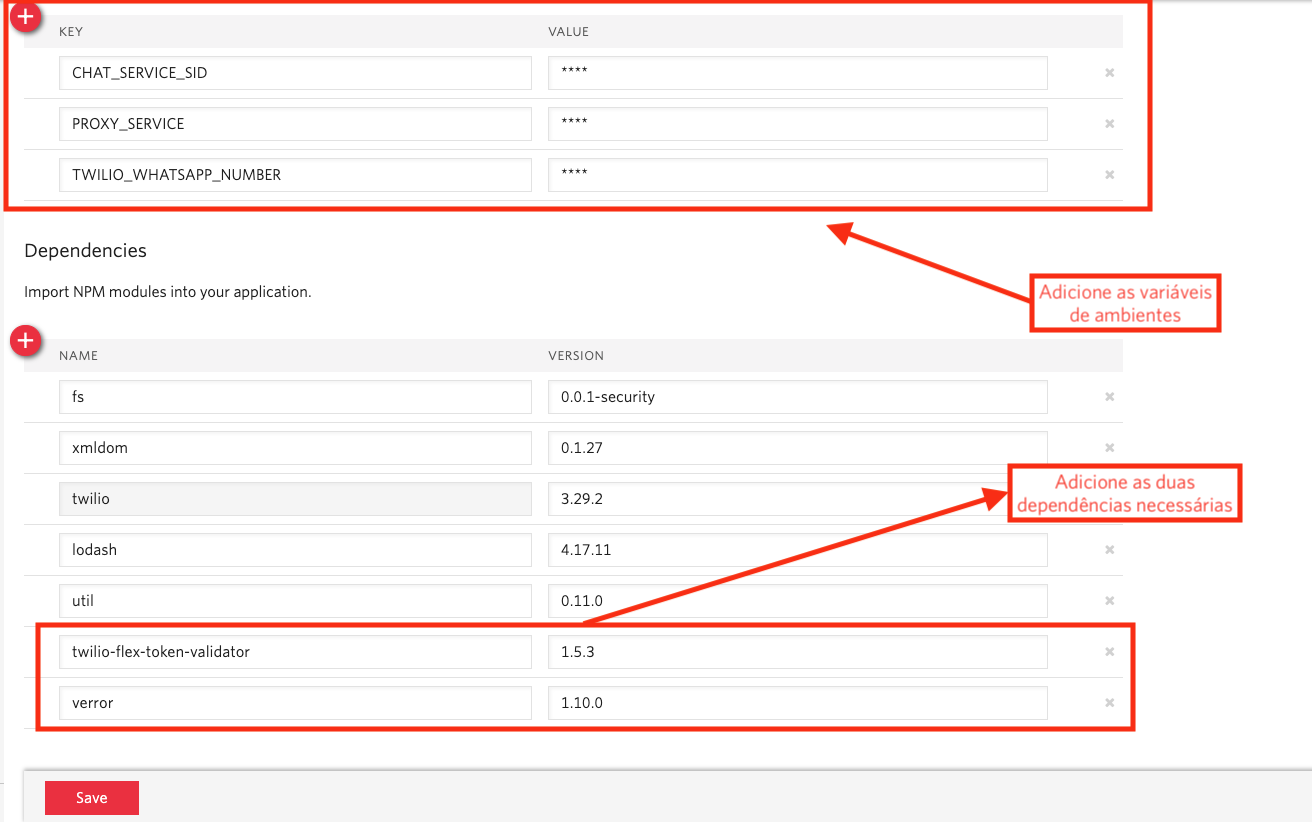 KEY VALUE
CHAT_SERVICE_SID ****
PROXY_SERVICE ****
TWILIO_WHATSAPP_NUMBER ****
Dependencies
Adicione as variáveis
de ambientes
Import NPM modules into your application.
NAME VERSION
fs 0.0.1-security
xmldom 0.1.27
twilio 3.29.2
Adicione as duas
dependências necessárias
lodash 4.17.11
util 0.11.0
twilio-flex-token-validator 1.5.3
verror 1.10.0
Save